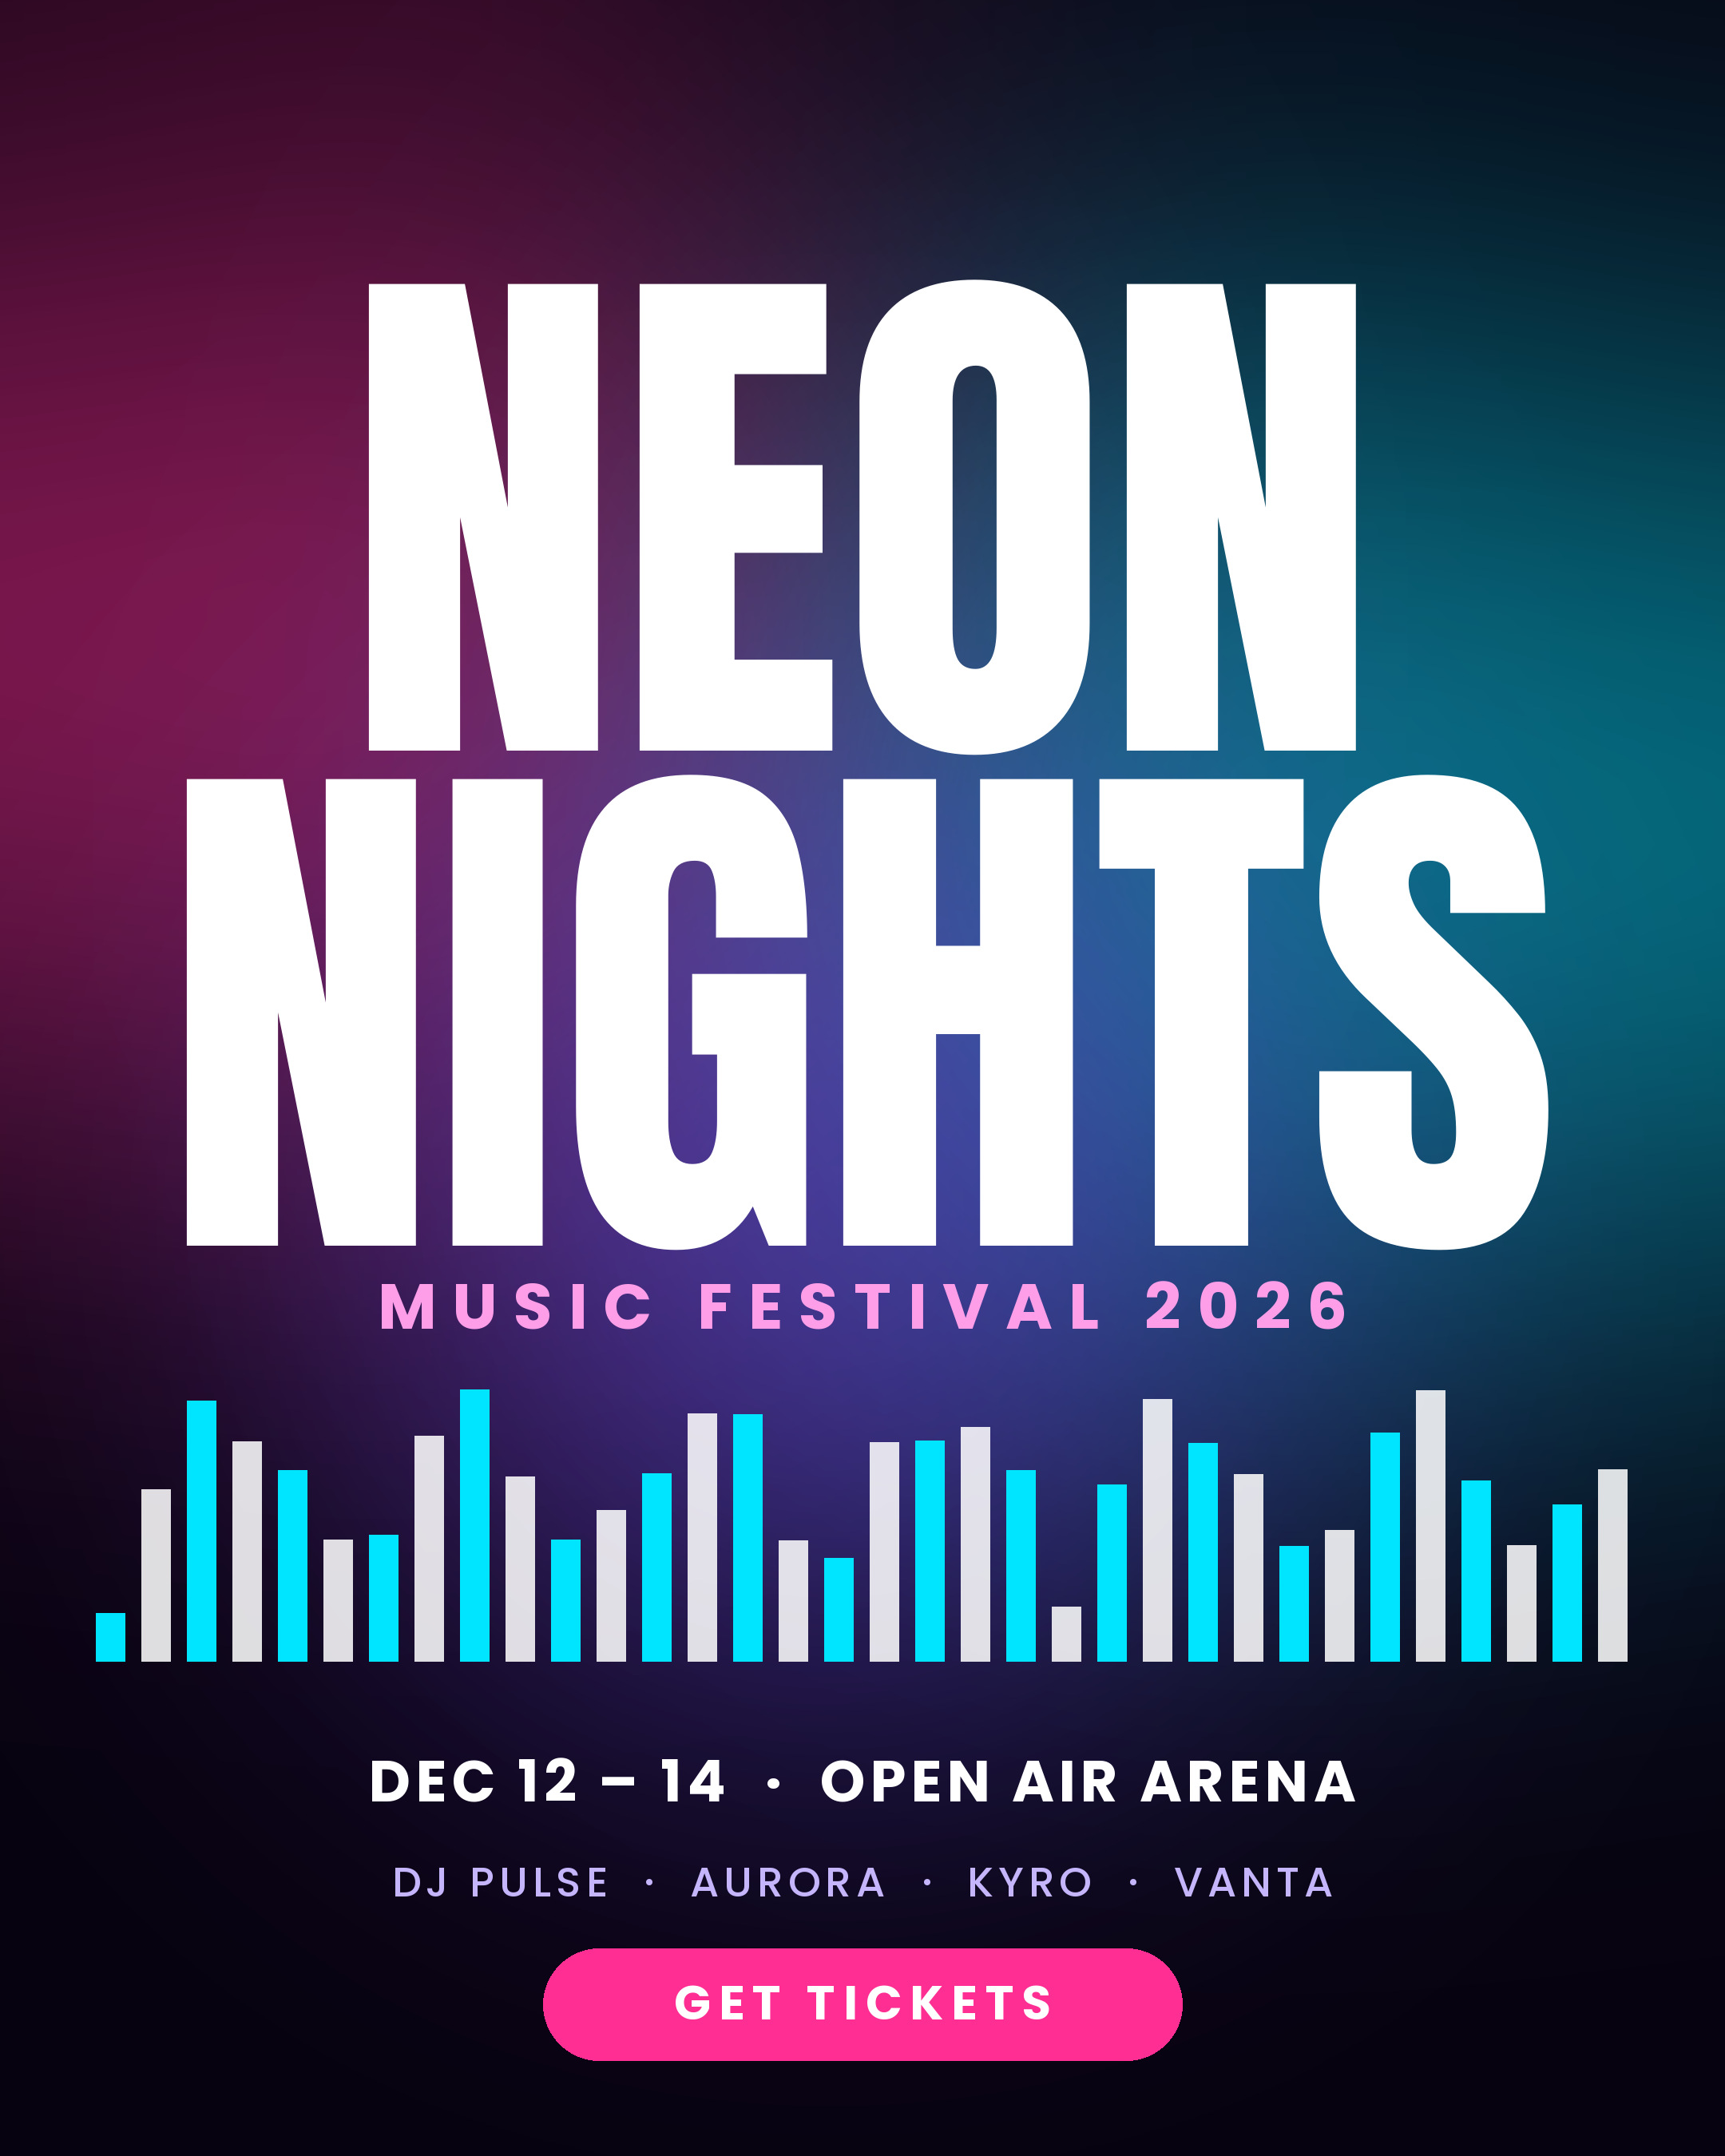 NEON
NIGHTS
MUSIC FESTIVAL 2026
DEC 12 – 14 · OPEN AIR ARENA
DJ PULSE · AURORA · KYRO · VANTA
GET TICKETS